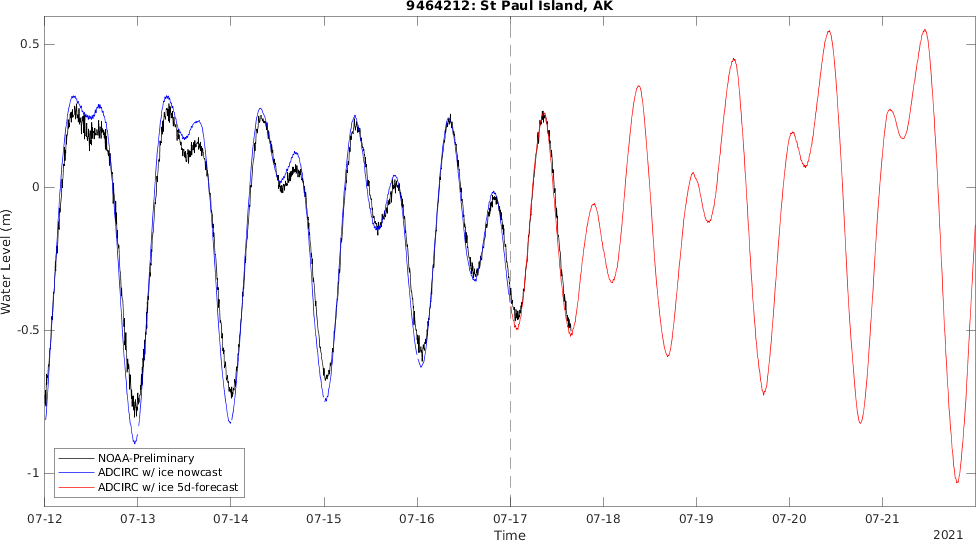 9464212: St Paul Island, AK
0.5
0
-0.5
-1
Water Level (m)
NOAA-Preliminary
ADCIRC w/ ice nowcast
ADCIRC w/ ice 5d-forecast
07-12 07-13 07-14 07-15 07-16 07-17 07-18 07-19 07-20 07-21
Time
2021